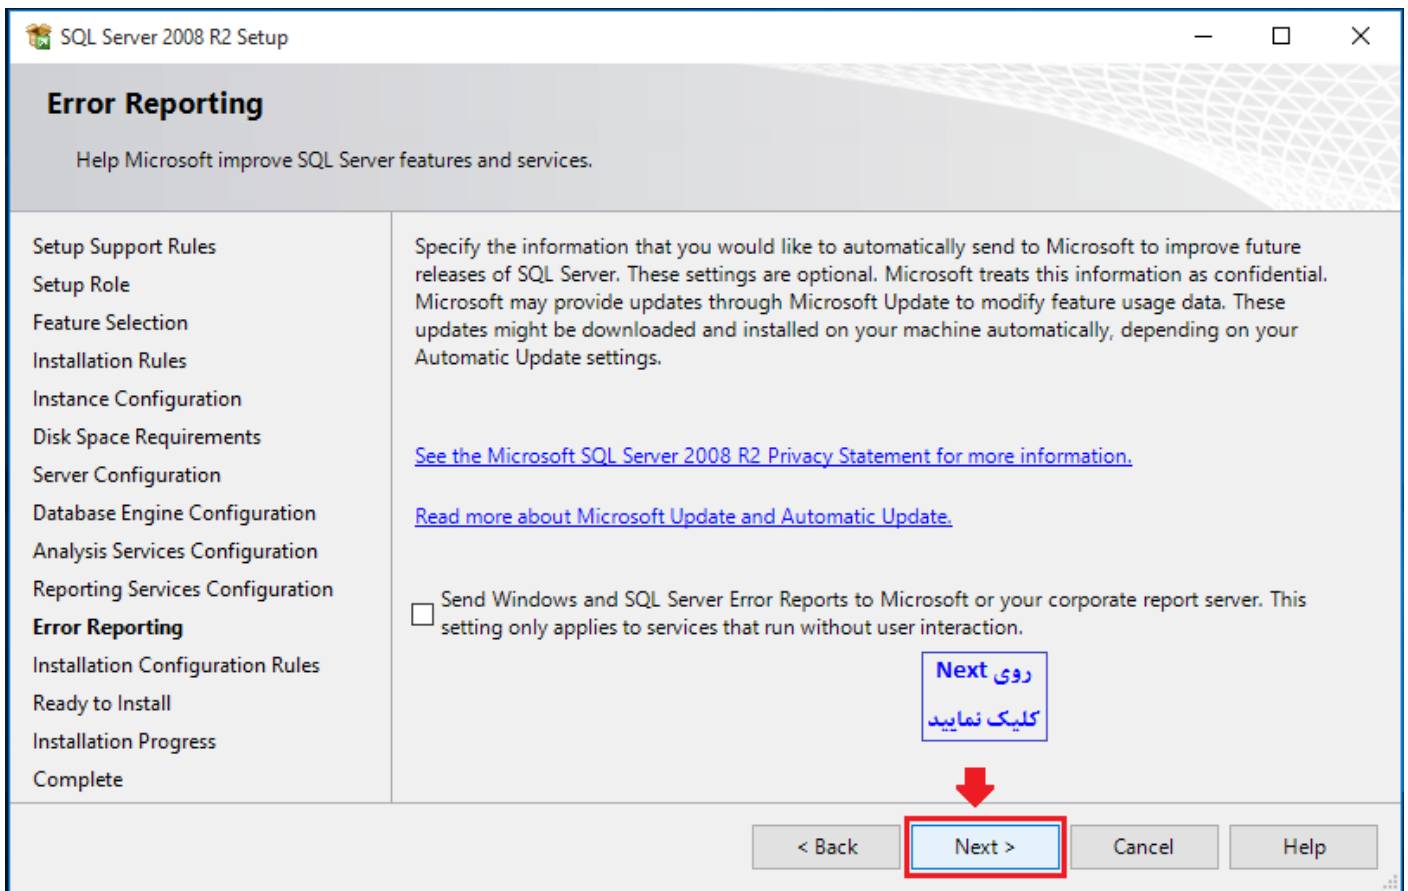 SQL Server 2008 R2 Setup
Error Reporting
Help Microsoft improve SQL Server features and services.
Setup Support Rules
Setup Role
Feature Selection
Installation Rules
Instance Configuration
Disk Space Requirements
Server Configuration
Database Engine Configuration
Analysis Services Configuration
Reporting Services Configuration
Error Reporting
Installation Configuration Rules
Ready to Install
Installation Progress
Complete
Specify the information that you would like to automatically send to Microsoft to improve future
releases of SQL Server. These settings are optional. Microsoft treats this information as confidential.
Microsoft may provide updates through Microsoft Update to modify feature usage data. These
updates might be downloaded and installed on your machine automatically, depending on your
Automatic Update settings.
See the Microsoft SQL Server 2008 R2 Privacy Statement for more information.
Read more about Microsoft Update and Automatic Update.
Send Windows and SQL Server Error Reports to Microsoft or your corporate report server. This
setting only applies to services that run without user interaction.
روی Next
کلیک نمایید
< Back
Next >
Cancel
Help